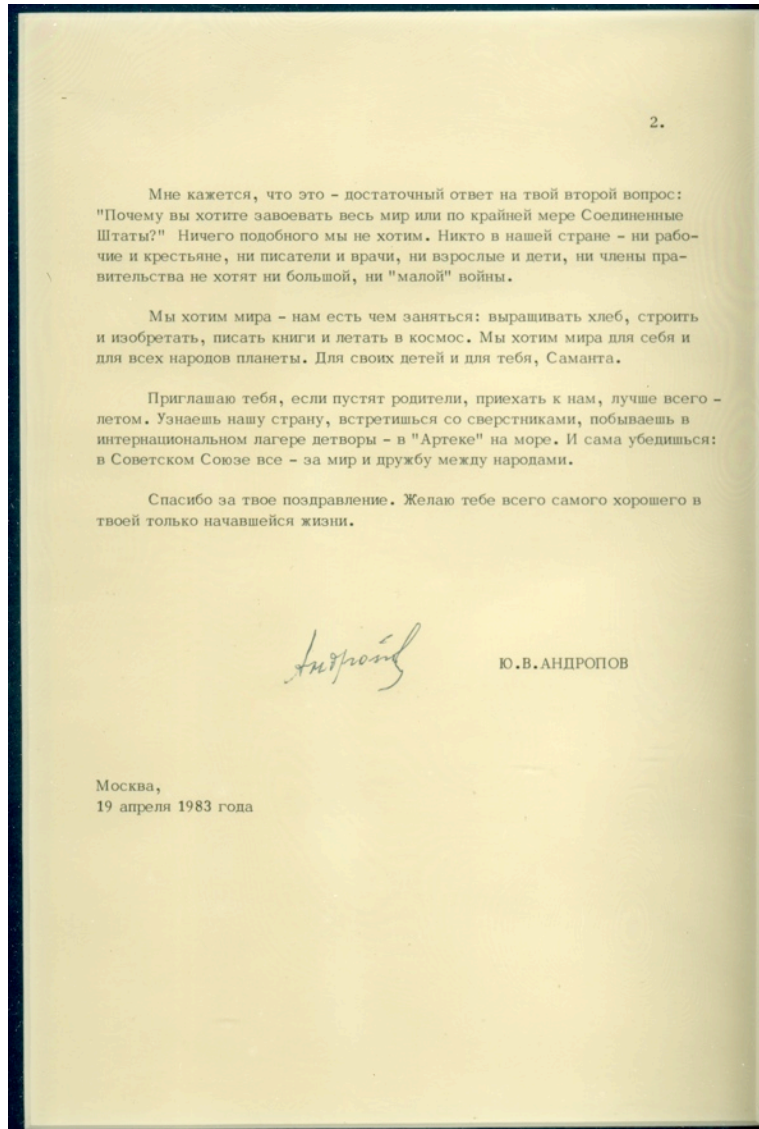 2.
Мне кажется, что это - достаточный ответ на твой второй вопрос:
"Почему вы хотите завоевать весь мир или по крайней мере Соединенные
Штаты?" Ничего подобного мы не хотим. Никто в нашей стране - ни рабо-
чие и крестьяне, ни писатели и врачи, ни взрослые и дети, ни члены пра-
вительства не хотят ни большой, ни "малой" войны.
Мы хотим мира - нам есть чем заняться: выращивать хлеб, строить
и изобретать, писать книги и летать в космос. Мы хотим мира для себя и
для всех народов планеты. Для своих детей и для тебя, Саманта.
Приглашаю тебя, если пустят родители, приехать к нам, лучше всего -
летом. Узнаешь нашу страну, встретишься со сверстниками, побываешь в
интернациональном лагере детворы - в "Артеке" на море. И сама убедишься:
в Советском Союзе все - за мир и дружбу между народами.
Спасибо за твое поздравление. Желаю тебе всего самого хорошего в
твоей только начавшейся жизни.
Андропов Ю.В.АНДРОПОВ
Москва,
19 апреля 1983 года